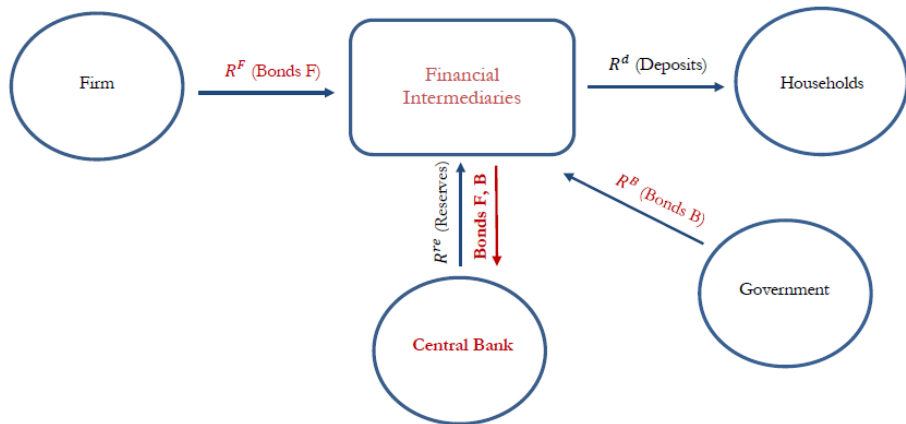 Firm
R^F (Bonds F)
Financial
Intermediaries
R^d (Deposits)
Households
R^re (Reserves)
Bonds F, B
R^B (Bonds B)
Government
Central Bank